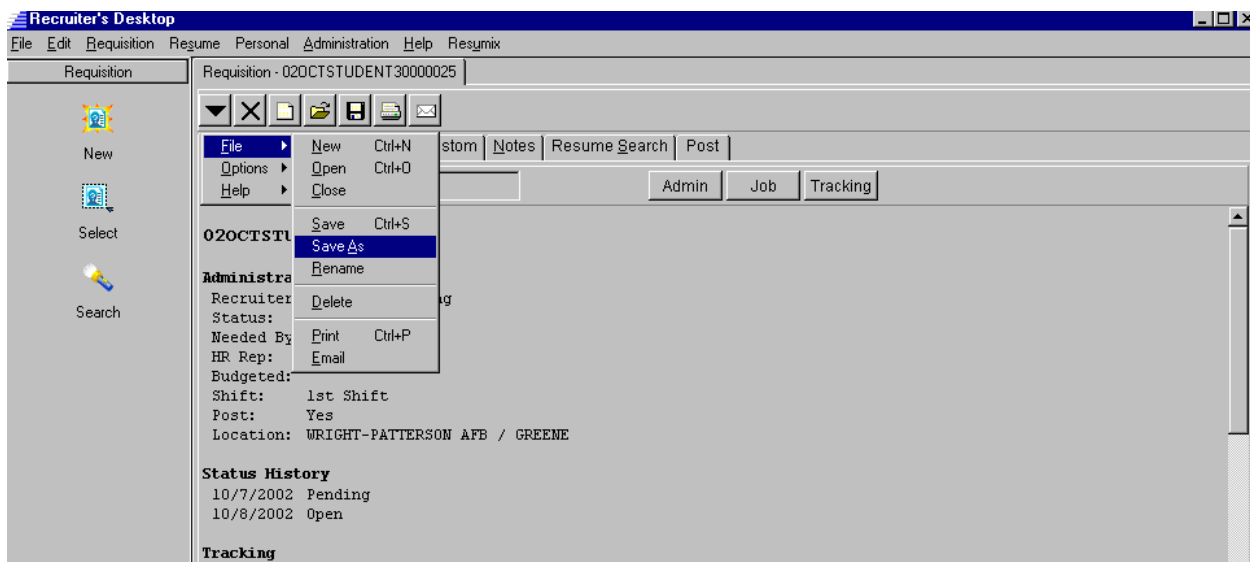 Recruiter's Desktop
File Edit Requisition Resume Personal Administration Help Resumix
Requisition
Requisition - 02OCTSTUDENT30000025
New
Select
Search
File
Options
Help
New Ctrl+N
Open Ctrl+O
Close
Save Ctrl+S
Save As
Rename
Delete
Print Ctrl+P
Email
stom Notes Resume Search Post
Admin Job Tracking
02OCTSTU
Administra
Recruiter ng
Status:
Needed By
HR Rep:
Budgeted:
Shift: 1st Shift
Post: Yes
Location: WRIGHT-PATTERSON AFB / GREENE
Status History
10/7/2002 Pending
10/8/2002 Open
Tracking